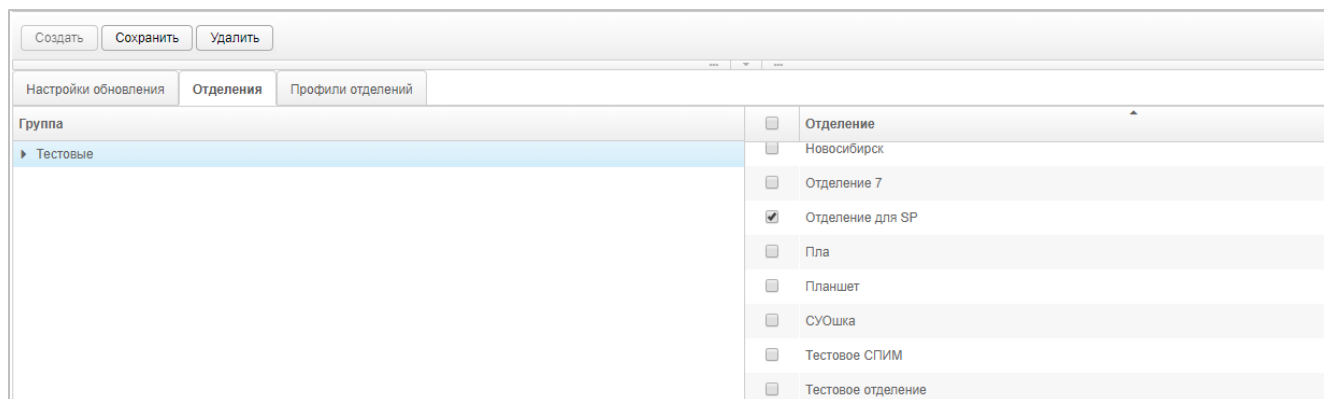 Создать Сохранить Удалить
Настройки обновления Отделения Профили отделений
Группа Отделение
Тестовые
Новосибирск
Отделение 7
Отделение для SP
Пла
Планшет
СУОшка
Тестовое СПИМ
Тестовое отделение